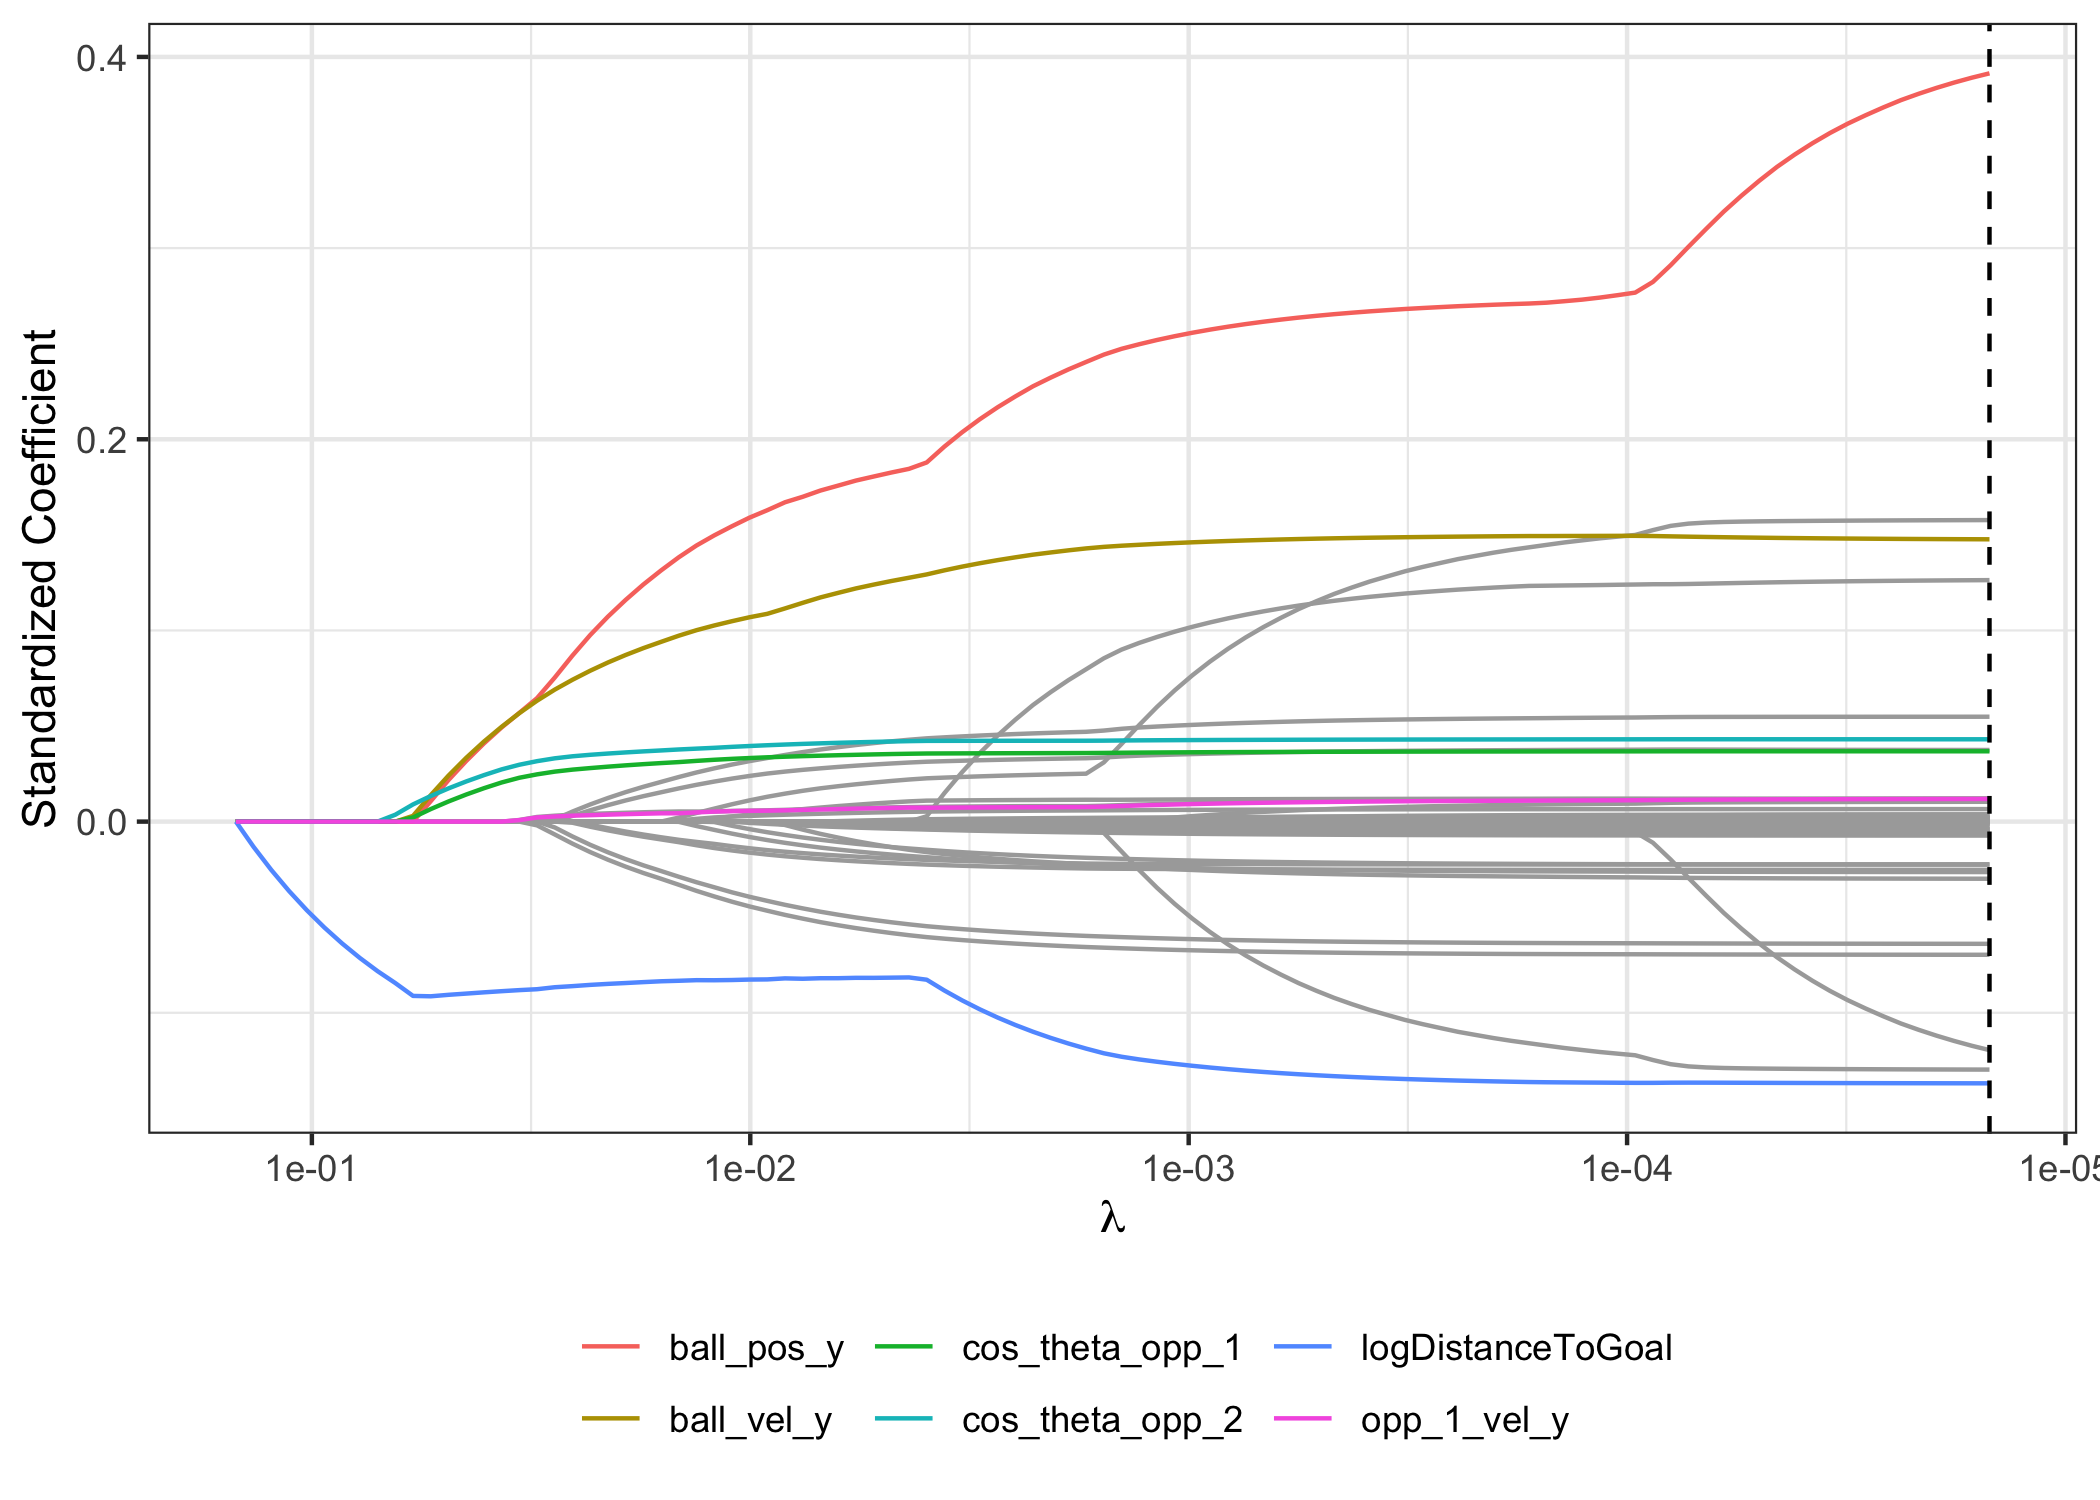 0.4
0.2
0.0
Standardized Coefficient
1e-01 1e-02 1e-03 1e-04 1e-05
λ
ball_pos_y cos_theta_opp_1 logDistanceToGoal
ball_vel_y cos_theta_opp_2 opp_1_vel_y